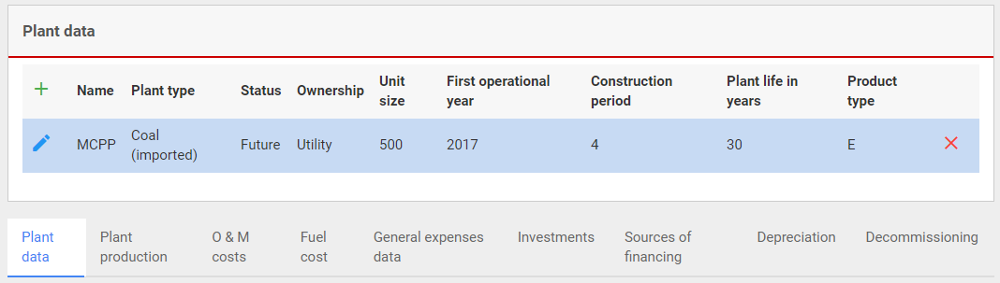 Plant data
Name Plant type Status Ownership Unit size First operational year Construction period Plant life in years Product type
MCPP Coal (imported) Future Utility 500 2017 4 30 E
Plant data Plant production O & M costs Fuel cost General expenses data Investments Sources of financing Depreciation Decommissioning